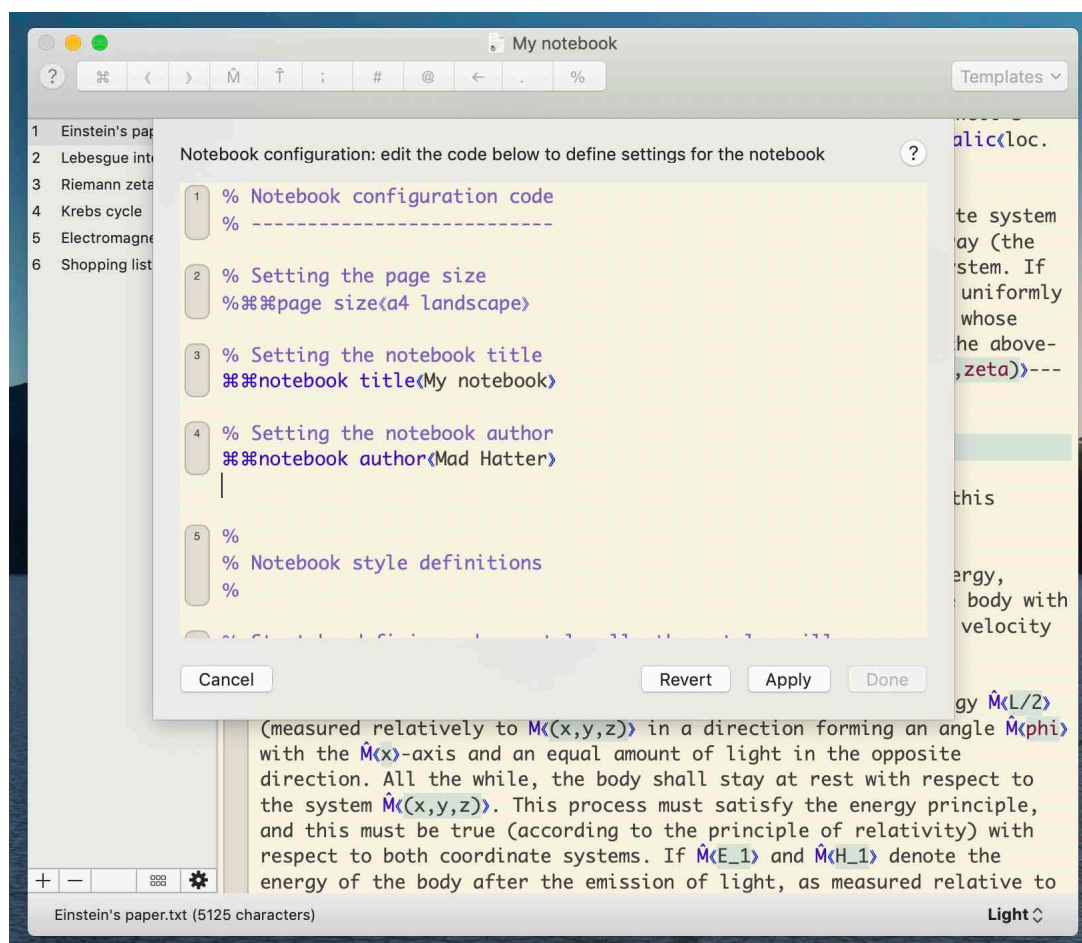 My notebook
? ⌘ ⟨ ⟩ M̂ T̂ ; # @ ← . % Templates
1 Einstein's pap
2 Lebesgue int
3 Riemann zeta
4 Krebs cycle
5 Electromagne
6 Shopping list
Notebook configuration: edit the code below to define settings for the notebook ?
1 % Notebook configuration code
% ---------------------------
2 % Setting the page size
%⌘⌘page size⟪a4 landscape⟫
3 % Setting the notebook title
⌘⌘notebook title⟪My notebook⟫
4 % Setting the notebook author
⌘⌘notebook author⟪Mad Hatter⟫
5 %
% Notebook style definitions
%
Cancel Revert Apply Done
alic⟪loc.
te system
ay (the
stem. If
uniformly
whose
he above-
,zeta)⟫---
this
ergy,
body with
velocity
gy M̂⟪L/2⟫
(measured relatively to M̂⟪(x,y,z)⟫ in a direction forming an angle M̂⟪phi⟫
with the M̂⟪x⟫-axis and an equal amount of light in the opposite
direction. All the while, the body shall stay at rest with respect to
the system M̂⟪(x,y,z)⟫. This process must satisfy the energy principle,
and this must be true (according to the principle of relativity) with
respect to both coordinate systems. If M̂⟪E_1⟫ and M̂⟪H_1⟫ denote the
energy of the body after the emission of light, as measured relative to
Einstein's paper.txt (5125 characters) Light